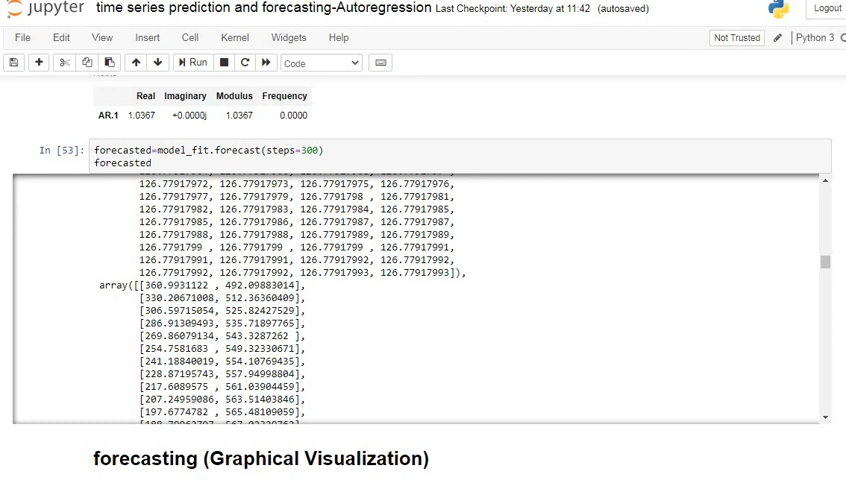 jupyter time series prediction and forecasting-Autoregression Last Checkpoint: Yesterday at 11:42 (autosaved) Logout
File Edit View Insert Cell Kernel Widgets Help Not Trusted Python 3
Run Code
Real Imaginary Modulus Frequency
AR.1 1.0367 +0.0000j 1.0367 0.0000
In [53]: forecasted=model_fit.forecast(steps=300)
forecasted
126.77917972, 126.77917973, 126.77917975, 126.77917976,
126.77917977, 126.77917979, 126.7791798 , 126.77917981,
126.77917982, 126.77917983, 126.77917984, 126.77917985,
126.77917985, 126.77917986, 126.77917987, 126.77917987,
126.77917988, 126.77917988, 126.77917989, 126.77917989,
126.7791799 , 126.7791799 , 126.7791799 , 126.77917991,
126.77917991, 126.77917991, 126.77917992, 126.77917992,
126.77917992, 126.77917992, 126.77917993, 126.77917993]),
array([[360.9931122 , 492.09883014],
[330.20671008, 512.36360409],
[306.59715054, 525.82427529],
[286.91309493, 535.71897765],
[269.86079134, 543.3287262 ],
[254.7581683 , 549.32330671],
[241.18840019, 554.10769435],
[228.87195743, 557.94998804],
[217.6089575 , 561.03904459],
[207.24959086, 563.51403846],
[197.6774782 , 565.48109059],
forecasting (Graphical Visualization)